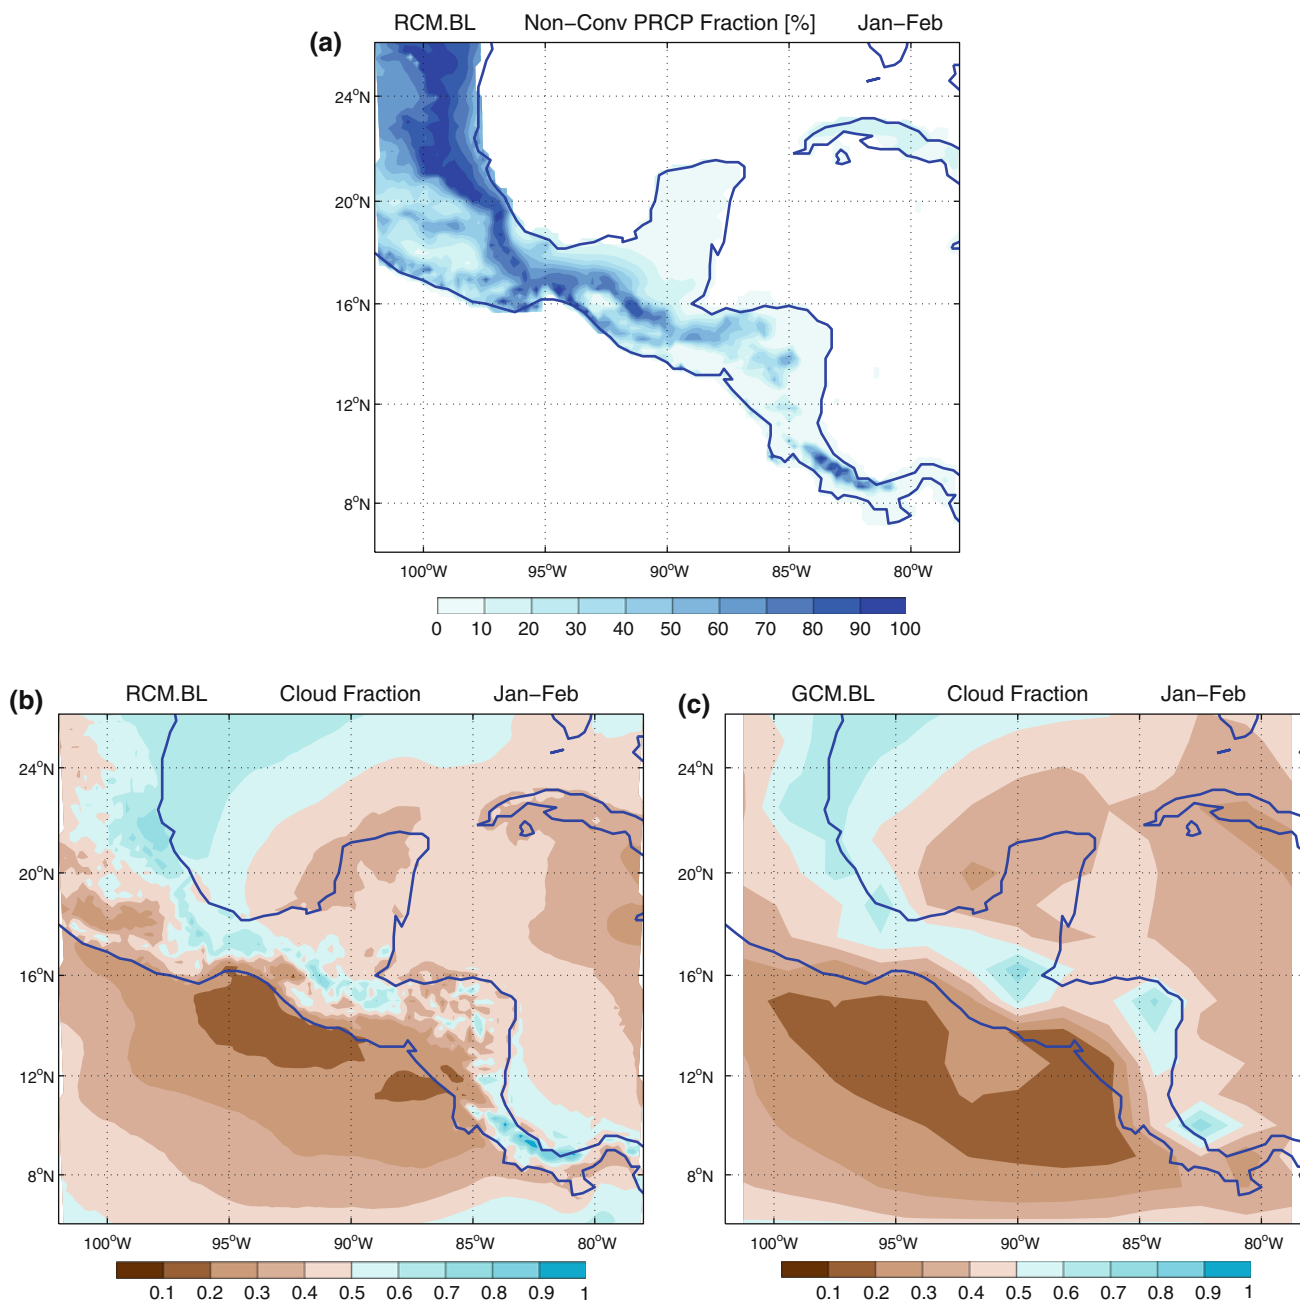 RCM.BL Non−Conv PRCP Fraction [%] Jan−Feb
(a)
24°N
20°N
16°N
12°N
8°N
100°W 95°W 90°W 85°W 80°W
0 10 20 30 40 50 60 70 80 90 100
(b) RCM.BL Cloud Fraction Jan−Feb
24°N
20°N
16°N
12°N
8°N
100°W 95°W 90°W 85°W 80°W
0.1 0.2 0.3 0.4 0.5 0.6 0.7 0.8 0.9 1
(c) GCM.BL Cloud Fraction Jan−Feb
24°N
20°N
16°N
12°N
8°N
100°W 95°W 90°W 85°W 80°W
0.1 0.2 0.3 0.4 0.5 0.6 0.7 0.8 0.9 1